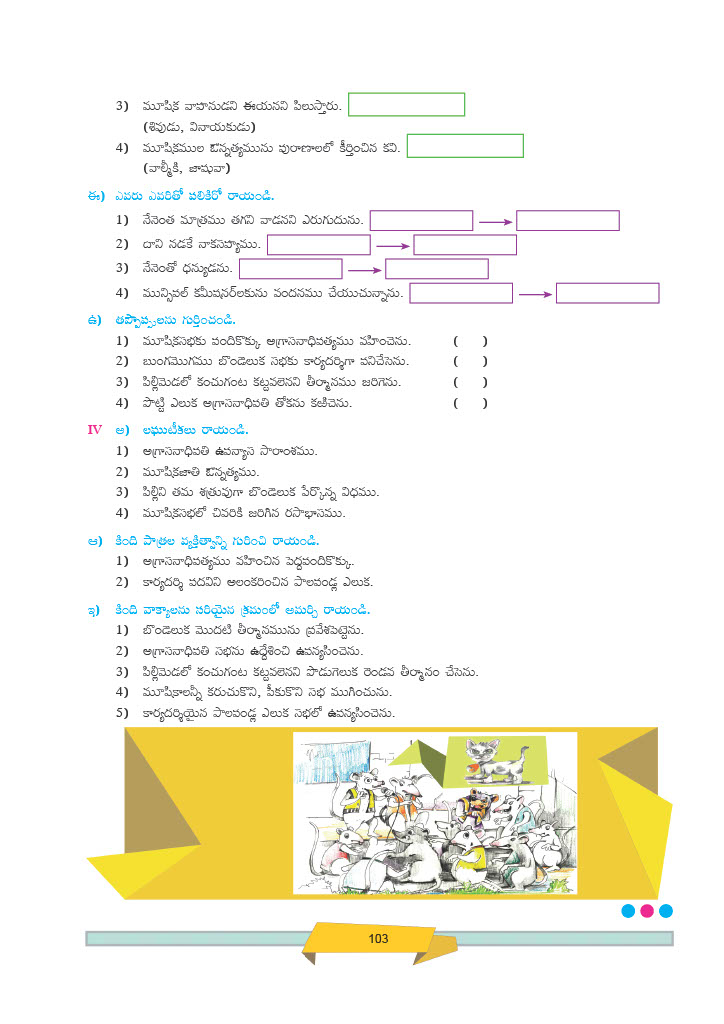 3) మూషిక వాహనుడని ఈయనని పిలుస్తారు.
(శివుడు, వినాయకుడు)
4) మూషికముల ఔన్నత్యమును పురాణాలలో కీర్తించిన కవి.
(వాల్మీకి, జాషువా)
ఈ) ఎవరు ఎవరితో పలికిరో రాయండి.
1) నేనెంత మాత్రము తగని వాడనని ఎరుగుదును.
2) దాని నడకే నాకసహ్యము.
3) నేనెంతో ధన్యుడను.
4) మున్సిపల్ కమీషనర్‌లకును వందనము చేయుచున్నాను.
ఉ) తప్పొప్పులను గుర్తించండి.
1) మూషికసభకు పందికొక్కు అగ్రాసనాధిపత్యము వహించెను. ( )
2) బుంగమొగము బొండెలుక సభకు కార్యదర్శిగా పనిచేసెను. ( )
3) పిల్లిమెడలో కంచుగంట కట్టవలెనని తీర్మానము జరిగెను. ( )
4) పొట్టి ఎలుక అగ్రాసనాధిపతి తోకను కఱిచెను. ( )
IV అ) లఘుటీకలు రాయండి.
1) అగ్రాసనాధిపతి ఉపన్యాస సారాంశము.
2) మూషికజాతి ఔన్నత్యము.
3) పిల్లిని తమ శత్రువుగా బొండెలుక పేర్కొన్న విధము.
4) మూషికసభలో చివరికి జరిగిన రసాభాసము.
ఆ) కింది పాత్రల వ్యక్తిత్వాన్ని గురించి రాయండి.
1) అగ్రాసనాధిపత్యము వహించిన పెద్దపందికొక్కు.
2) కార్యదర్శి పదవిని అలంకరించిన పాలపండ్ల ఎలుక.
ఇ) కింది వాక్యాలను సరియైన క్రమంలో అమర్చి రాయండి.
1) బొండెలుక మొదటి తీర్మానమును ప్రవేశపెట్టెను.
2) అగ్రాసనాధిపతి సభను ఉద్దేశించి ఉపన్యసించెను.
3) పిల్లిమెడలో కంచుగంట కట్టవలెనని పొడుగెలుక రెండవ తీర్మానం చేసెను.
4) మూషికాలన్నీ కరుచుకొని, పీకుకొని సభ ముగించును.
5) కార్యదర్శియైన పాలపండ్ల ఎలుక సభలో ఉపన్యసించెను.
103